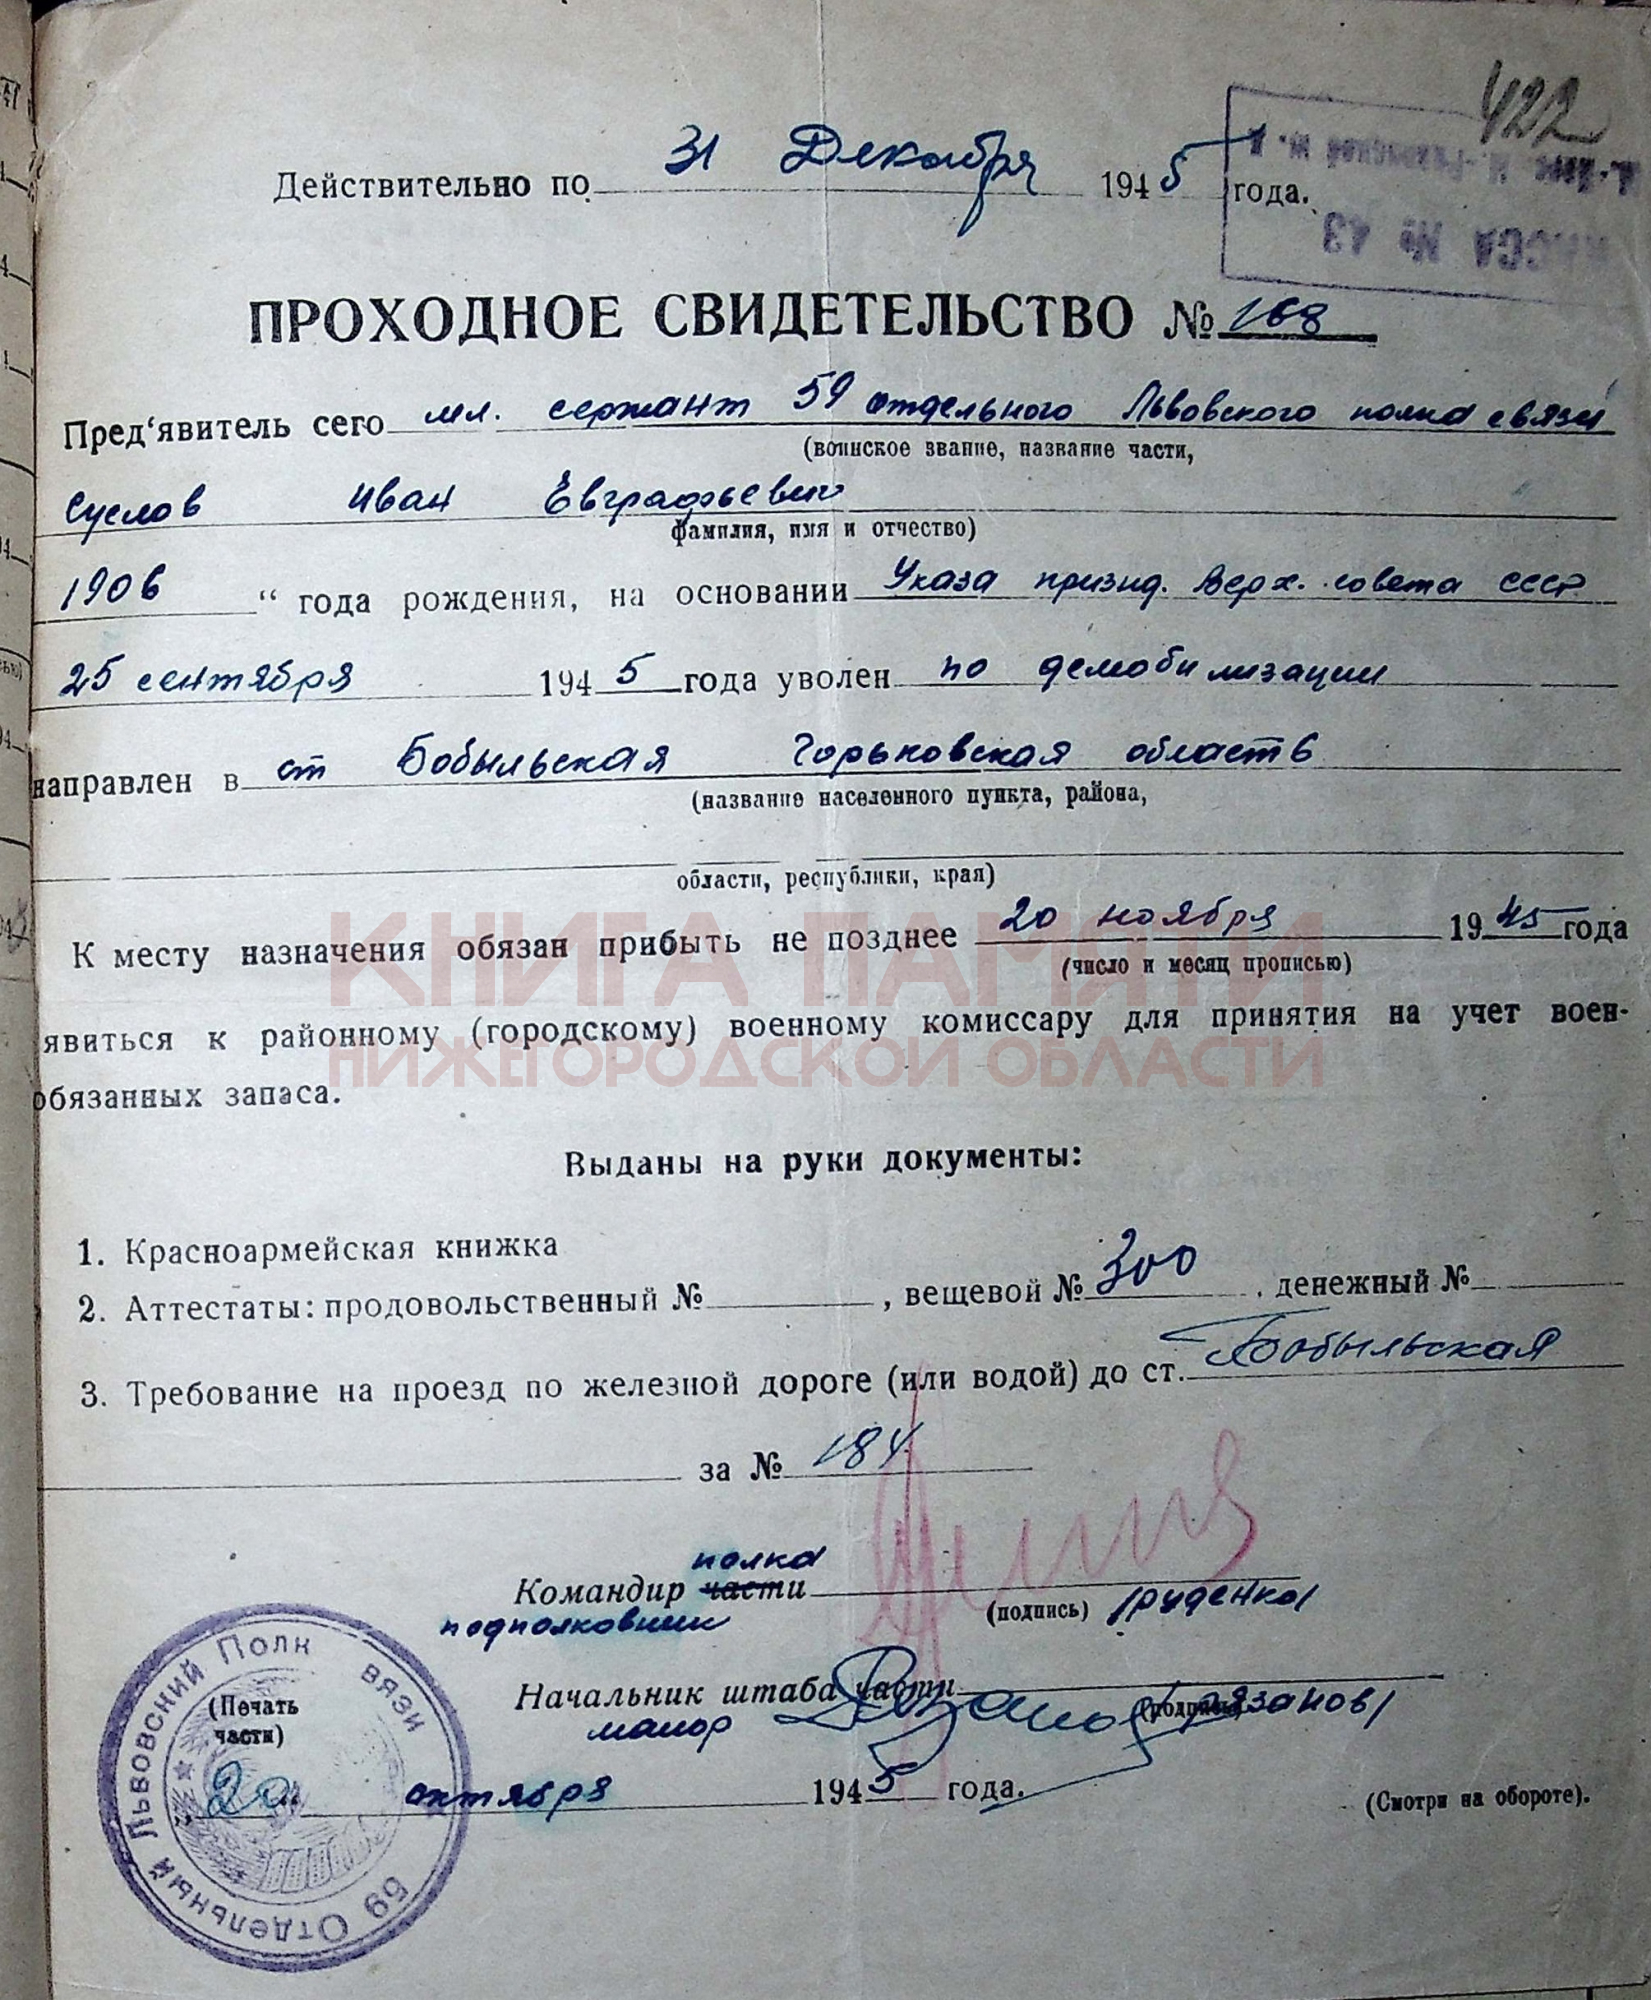 422
Действительно по 31 Декабря 1945 года.
КАССА № 43
ПРОХОДНОЕ СВИДЕТЕЛЬСТВО № 168
Пред‘явитель сего мл. сержант 59 отдельного Львовского полка связи
(воинское звание, название части,
Суслов Иван Евграфьевич
фамилия, имя и отчество)
1906 “ года рождения, на основании Указа призид. Верх. совета СССР
25 сентября 1945 года уволен по демобилизации
направлен в ст Бобыльская Горьковская область
(название населенного пункта, района,
области, республики, края)
К месту назначения обязан прибыть не позднее 20 ноября 1945 года
(число и месяц прописью)
КНИГА ПАМЯТИ
явиться к районному (городскому) военному комиссару для принятия на учет воен-
НИЖЕГОРОДСКОЙ ОБЛАСТИ
обязанных запаса.
Выданы на руки документы:
1. Красноармейская книжка
2. Аттестаты: продовольственный №, вещевой № 300, денежный №
3. Требование на проезд по железной дороге (или водой) до ст. Бобыльская
за № 184
полка
Командир части
подполковник (подпись) /Руденко/
Начальник штаба части
майор (подпись) /Рязанов/
(Печать
части)
„20“ октября 1945 года.
(Смотри на обороте).
59 Отдельный Львовский Полк вязи